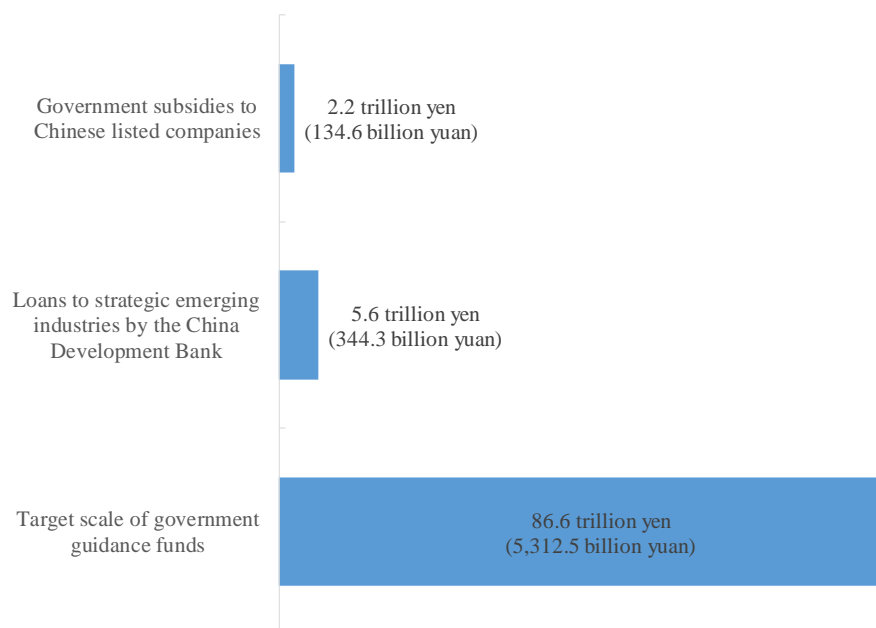 Government subsidies to
Chinese listed companies
2.2 trillion yen
(134.6 billion yuan)
Loans to strategic emerging
industries by the China
Development Bank
5.6 trillion yen
(344.3 billion yuan)
Target scale of government
guidance funds
86.6 trillion yen
(5,312.5 billion yuan)